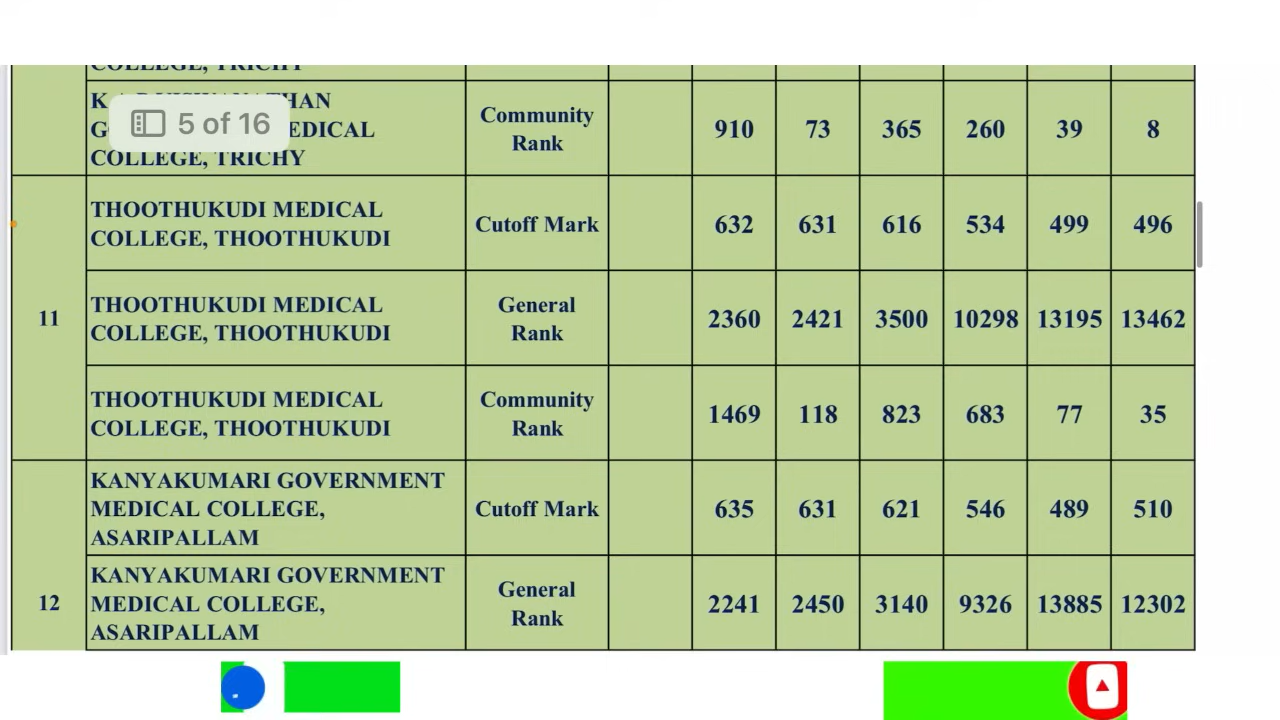 COLLEGE, TRICHY
5 of 16
HAN
EDICAL
COLLEGE, TRICHY
Community
Rank
910 73 365 260 39 8
11
THOOTHUKUDI MEDICAL
COLLEGE, THOOTHUKUDI
Cutoff Mark
632 631 616 534 499 496
THOOTHUKUDI MEDICAL
COLLEGE, THOOTHUKUDI
General
Rank
2360 2421 3500 10298 13195 13462
THOOTHUKUDI MEDICAL
COLLEGE, THOOTHUKUDI
Community
Rank
1469 118 823 683 77 35
12
KANYAKUMARI GOVERNMENT
MEDICAL COLLEGE,
ASARIPALLAM
Cutoff Mark
635 631 621 546 489 510
KANYAKUMARI GOVERNMENT
MEDICAL COLLEGE,
ASARIPALLAM
General
Rank
2241 2450 3140 9326 13885 12302